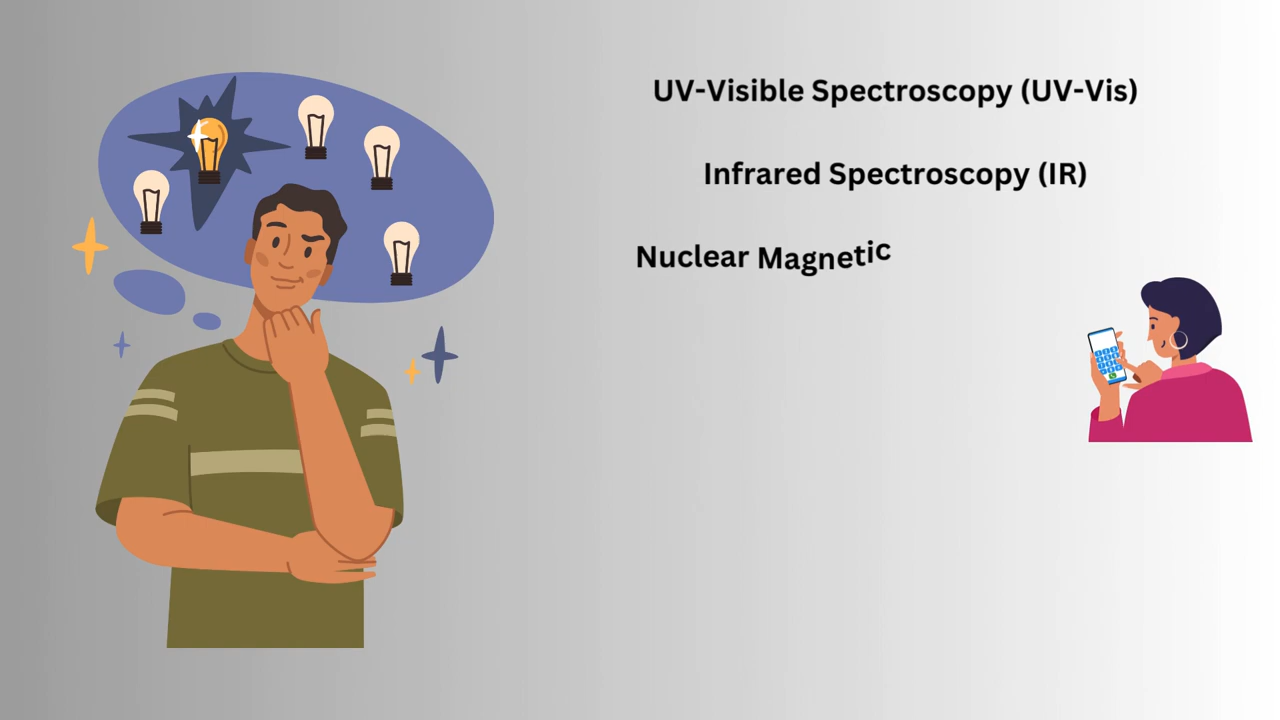 UV-Visible Spectroscopy (UV-Vis)
Infrared Spectroscopy (IR)
Nuclear Magnetic